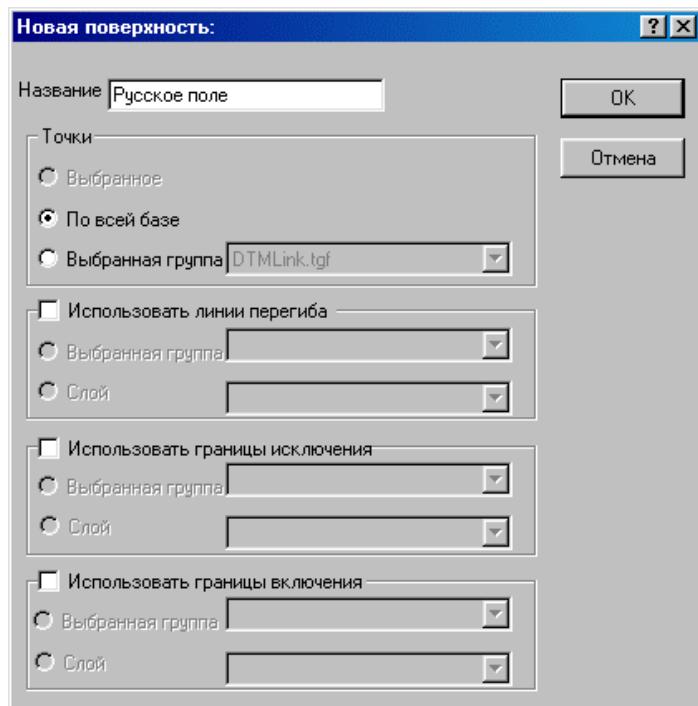 Новая поверхность:
Название Русское поле
OK
Точки
Отмена
Выбранное
По всей базе
Выбранная группа DTMLink.tgf
Использовать линии перегиба
Выбранная группа
Слой
Использовать границы исключения
Выбранная группа
Слой
Использовать границы включения
Выбранная группа
Слой